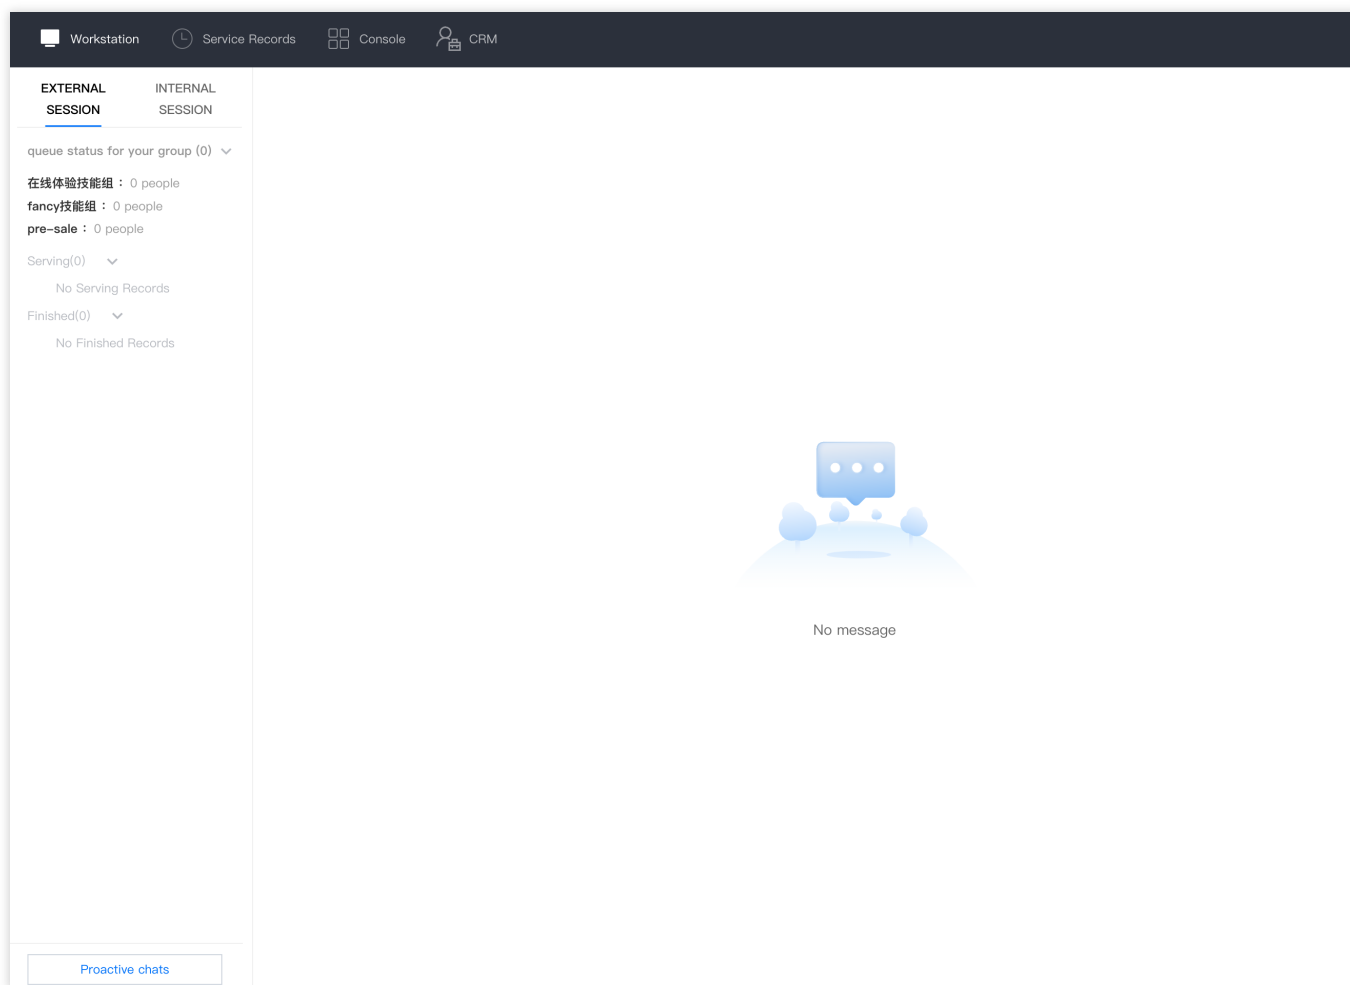 Workstation
Service Records
Console
CRM
EXTERNAL SESSION
INTERNAL SESSION
queue status for your group (0)
在线体验技能组： 0 people
fancy技能组： 0 people
pre-sale： 0 people
Serving(0)
No Serving Records
Finished(0)
No Finished Records
No message
Proactive chats